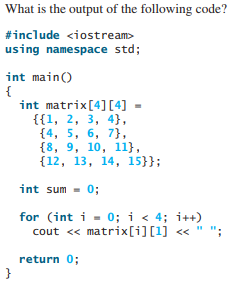 What is the output of the following code?
#include <iostream>
using namespace std;
int main()
{
int matrix[4][4] =
{{1, 2, 3, 4},
{4, 5, 6, 7},
{8, 9, 10, 11},
{12, 13, 14, 15}};
int sum = 0;
for (int i = 0; i < 4; i++)
cout << matrix[i][1] << " ";
return 0;
}